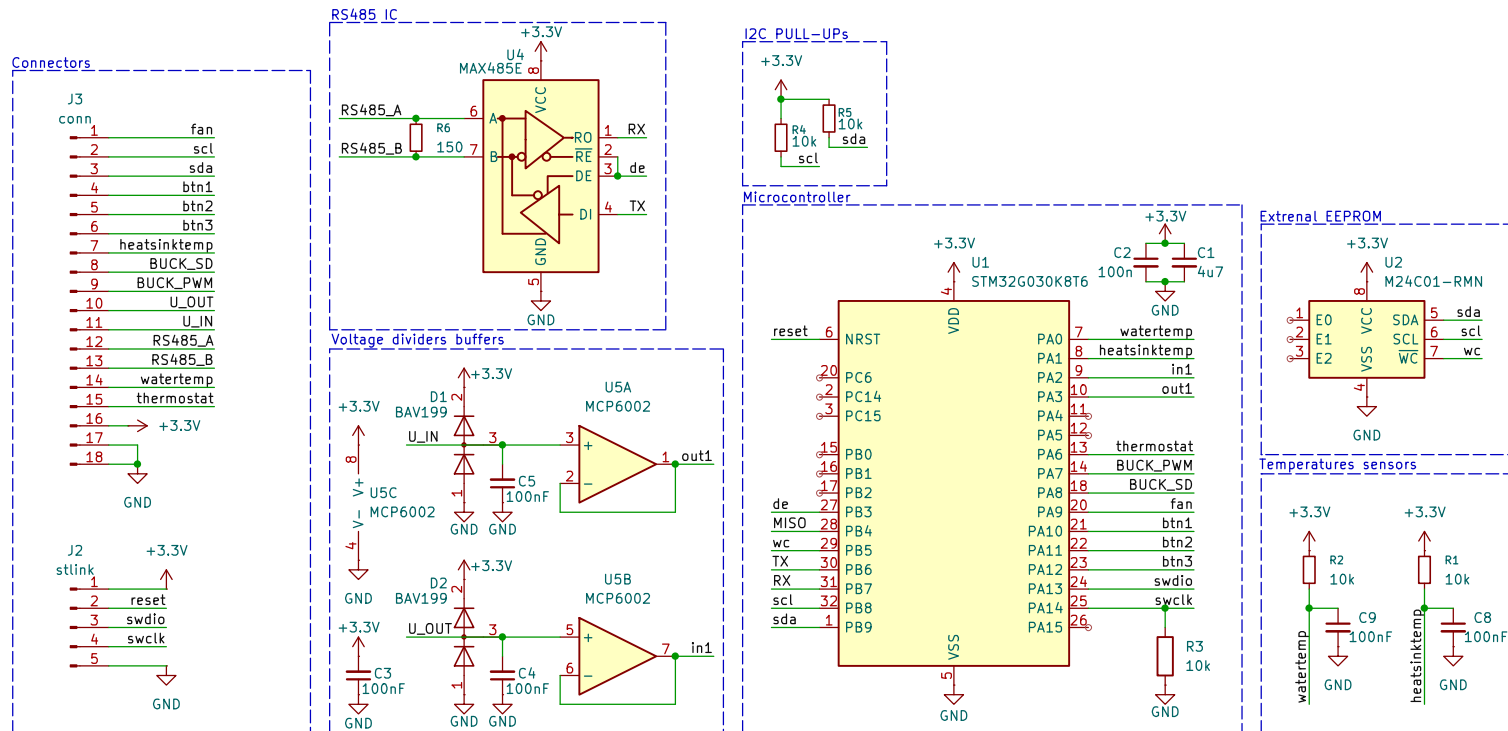 Connectors
J3
conn
1 fan
2 scl
3 sda
4 btn1
5 btn2
6 btn3
7 heatsinktemp
8 BUCK_SD
9 BUCK_PWM
10 U_OUT
11 U_IN
12 RS485_A
13 RS485_B
14 watertemp
15 thermostat
16 +3.3V
17
18
GND
J2
stlink
+3.3V
1
2 reset
3 swdio
4 swclk
5
GND
RS485 IC
+3.3V
U4
MAX485E
8
VCC
RS485_A 6 A
R6
150
RS485_B 7 B
RO 1 RX
RE 2
DE 3 de
DI 4 TX
GND
5
GND
Voltage dividers buffers
+3.3V
8
V+
U5C
MCP6002
V-
4
GND
+3.3V
C3
100nF
GND
+3.3V
D1
BAV199
2
U_IN
3
1
GND
C5
100nF
GND
U5A
MCP6002
3 +
2 −
1 out1
+3.3V
D2
BAV199
2
U_OUT
3
1
GND
C4
100nF
GND
U5B
MCP6002
5 +
6 −
7 in1
I2C PULL-UPs
+3.3V
R4
10k
scl
R5
10k
sda
Microcontroller
+3.3V
C2
100n
C1
4u7
GND
+3.3V
U1
STM32G030K8T6
4
VDD
reset 6 NRST
20 PC6
2 PC14
3 PC15
15 PB0
16 PB1
17 PB2
de 27 PB3
MISO 28 PB4
wc 29 PB5
TX 30 PB6
RX 31 PB7
scl 32 PB8
sda 1 PB9
PA0 7 watertemp
PA1 8 heatsinktemp
PA2 9 in1
PA3 10 out1
PA4 11
PA5 12
PA6 13 thermostat
PA7 14 BUCK_PWM
PA8 18 BUCK_SD
PA9 20 fan
PA10 21 btn1
PA11 22 btn2
PA12 23 btn3
PA13 24 swdio
PA14 25 swclk
PA15 26
VSS
5
GND
R3
10k
GND
Extrenal EEPROM
+3.3V
U2
M24C01-RMN
8
VCC
1 E0
2 E1
3 E2
SDA 5 sda
SCL 6 scl
WC 7 wc
VSS
4
GND
Temperatures sensors
+3.3V
R2
10k
C9
100nF
GND
watertemp
+3.3V
R1
10k
C8
100nF
GND
heatsinktemp